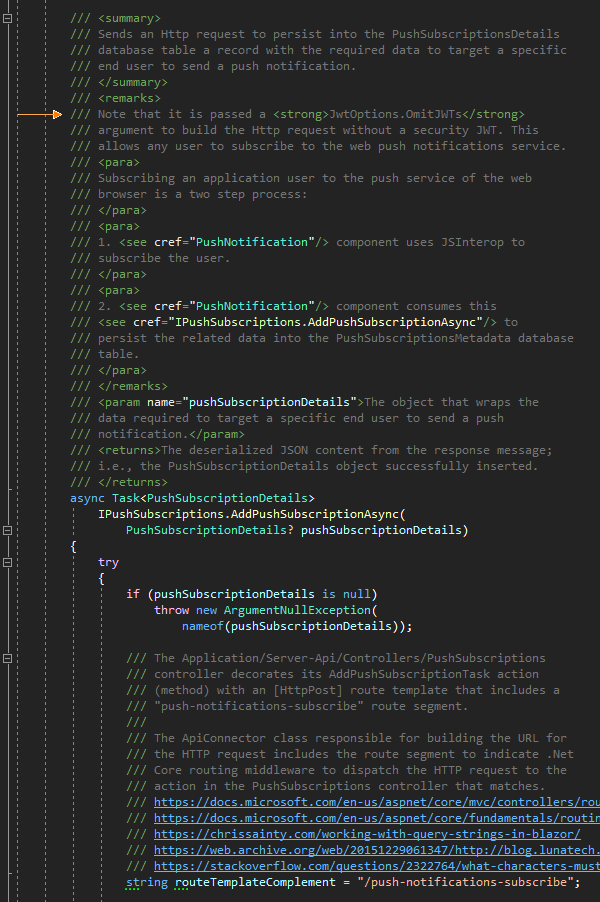 /// <summary>
/// Sends an Http request to persist into the PushSubscriptionsDetails
/// database table a record with the required data to target a specific
/// end user to send a push notification.
/// </summary>
/// <remarks>
/// Note that it is passed a <strong>JwtOptions.OmitJWTs</strong>
/// argument to build the Http request without a security JWT. This
/// allows any user to subscribe to the web push notifications service.
/// <para>
/// Subscribing an application user to the push service of the web
/// browser is a two step process:
/// </para>
/// <para>
/// 1. <see cref="PushNotification"/> component uses JSInterop to
/// subscribe the user.
/// </para>
/// <para>
/// 2. <see cref="PushNotification"/> component consumes this
/// <see cref="IPushSubscriptions.AddPushSubscriptionAsync"/> to
/// persist the related data into the PushSubscriptionsMetadata database
/// table.
/// </para>
/// </remarks>
/// <param name="pushSubscriptionDetails">The object that wraps the
/// data required to target a specific end user to send a push
/// notification.</param>
/// <returns>The deserialized JSON content from the response message;
/// i.e., the PushSubscriptionDetails object successfully inserted.
/// </returns>
async Task<PushSubscriptionDetails>
IPushSubscriptions.AddPushSubscriptionAsync(
PushSubscriptionDetails? pushSubscriptionDetails)
{
try
{
if (pushSubscriptionDetails is null)
throw new ArgumentNullException(
nameof(pushSubscriptionDetails));
/// The Application/Server-Api/Controllers/PushSubscriptions
/// controller decorates its AddPushSubscriptionTask action
/// (method) with an [HttpPost] route template that includes a
/// "push-notifications-subscribe" route segment.
///
/// The ApiConnector class responsible for building the URL for
/// the HTTP request includes the route segment to indicate .Net
/// Core routing middleware to dispatch the HTTP request to the
/// action in the PushSubscriptions controller that matches.
/// https://docs.microsoft.com/en-us/aspnet/core/mvc/controllers/rou
/// https://docs.microsoft.com/en-us/aspnet/core/fundamentals/routin
/// https://chrissainty.com/working-with-query-strings-in-blazor/
/// https://web.archive.org/web/20151229061347/http://blog.lunatech.
/// https://stackoverflow.com/questions/2322764/what-characters-must
string routeTemplateComplement = "/push-notifications-subscribe";